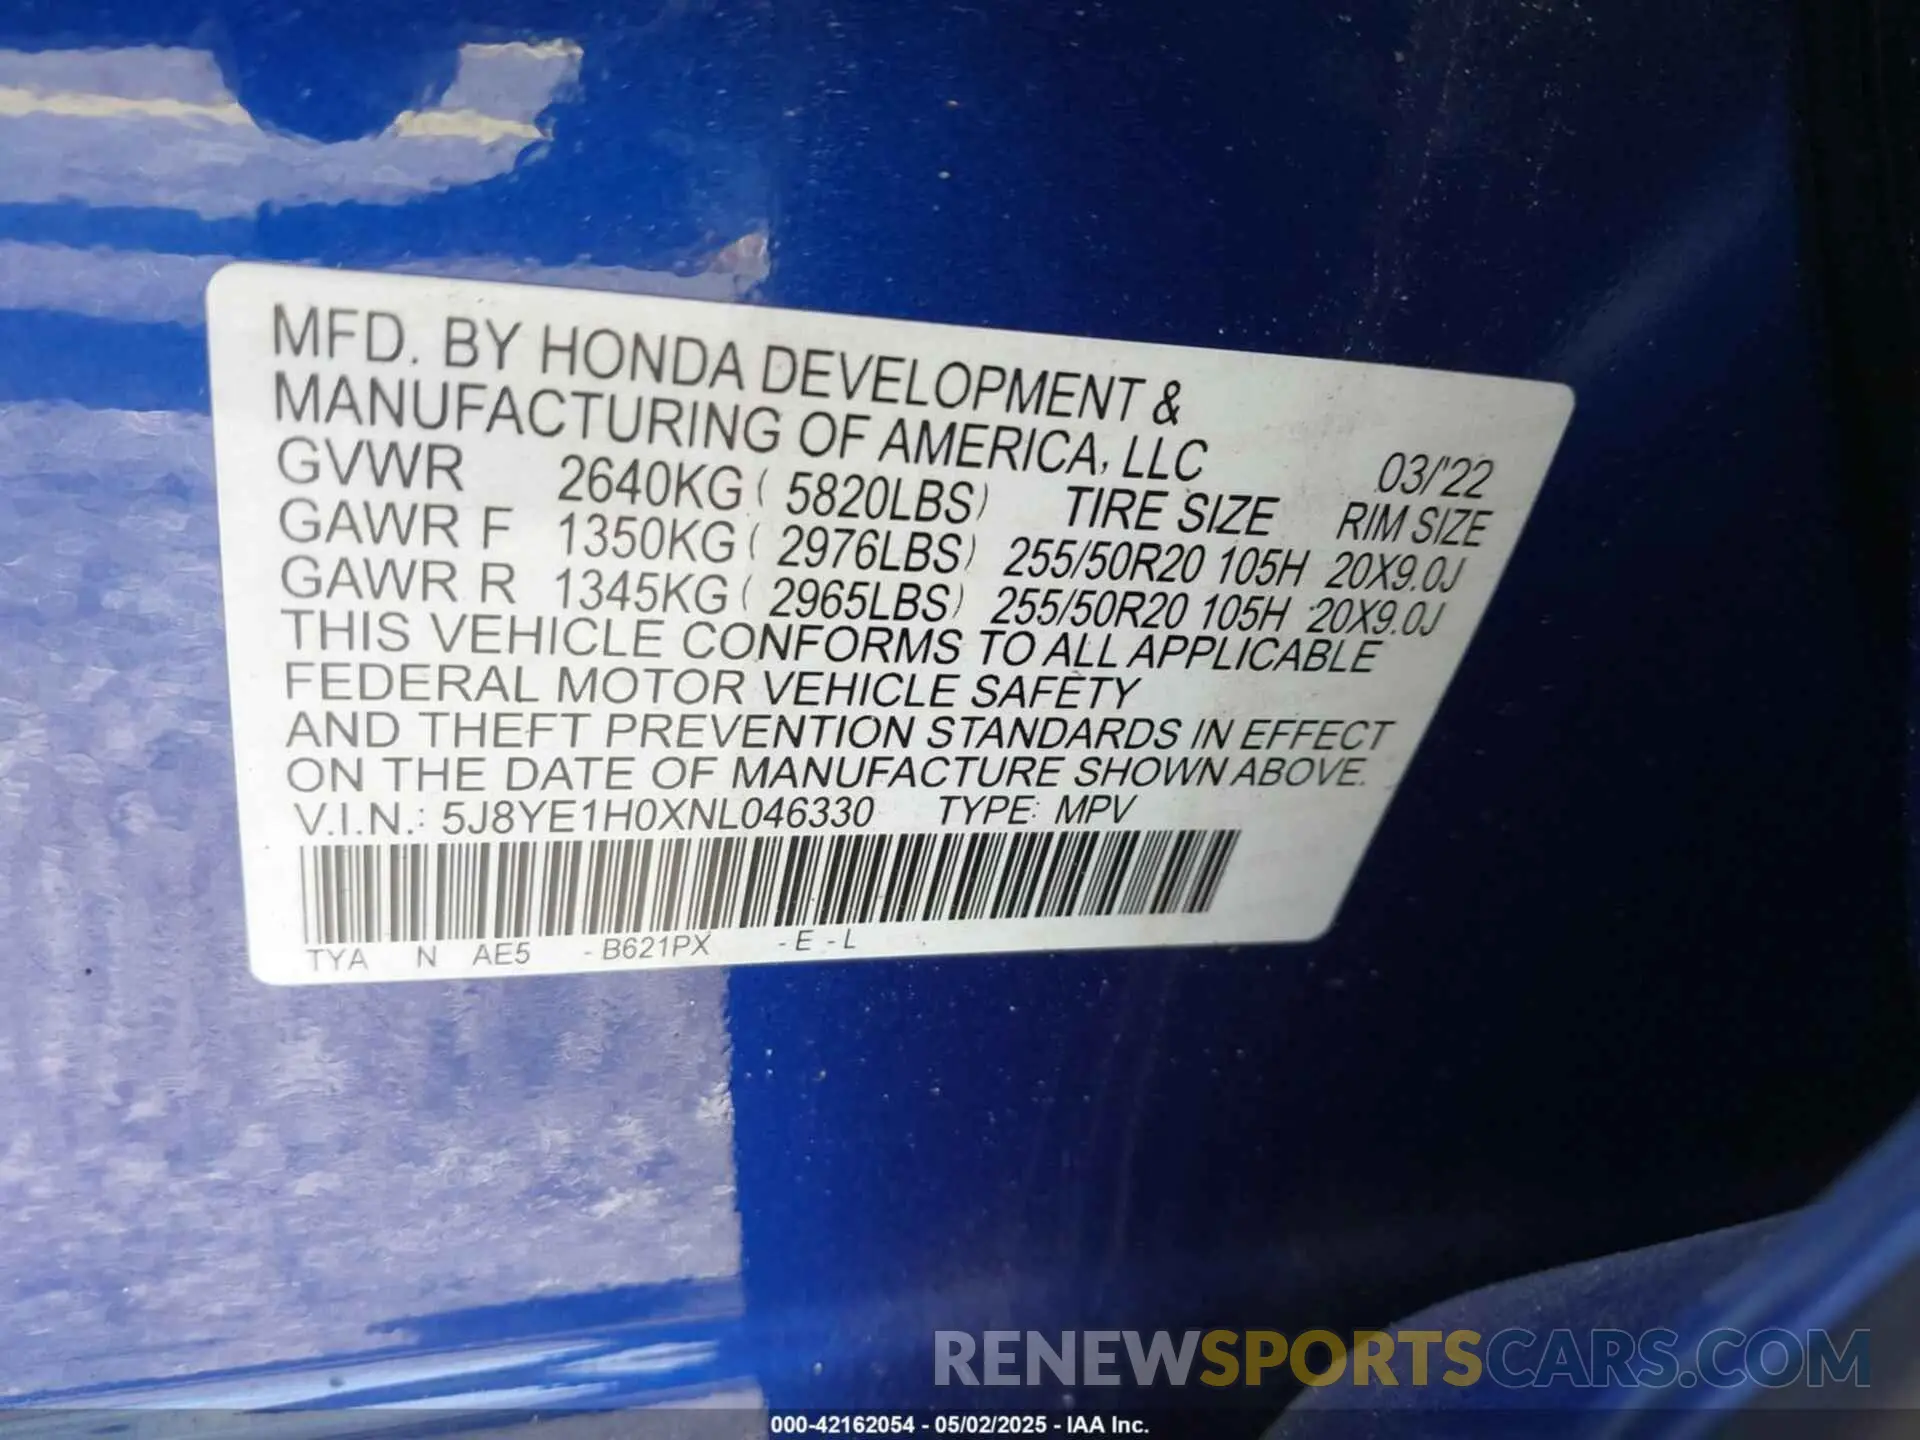 MFD. BY HONDA DEVELOPMENT &
MANUFACTURING OF AMERICA, LLC 03/'22
GVWR 2640KG ( 5820LBS) TIRE SIZE RIM SIZE
GAWR F 1350KG ( 2976LBS) 255/50R20 105H 20X9.0J
GAWR R 1345KG ( 2965LBS) 255/50R20 105H 20X9.0J
THIS VEHICLE CONFORMS TO ALL APPLICABLE
FEDERAL MOTOR VEHICLE SAFETY
AND THEFT PREVENTION STANDARDS IN EFFECT
ON THE DATE OF MANUFACTURE SHOWN ABOVE.
V.I.N.: 5J8YE1H0XNL046330 TYPE: MPV
TYA N AE5 - B621PX - E - L
RENEWSPORTSCARS.COM
000-42162054 - 05/02/2025 - IAA Inc.